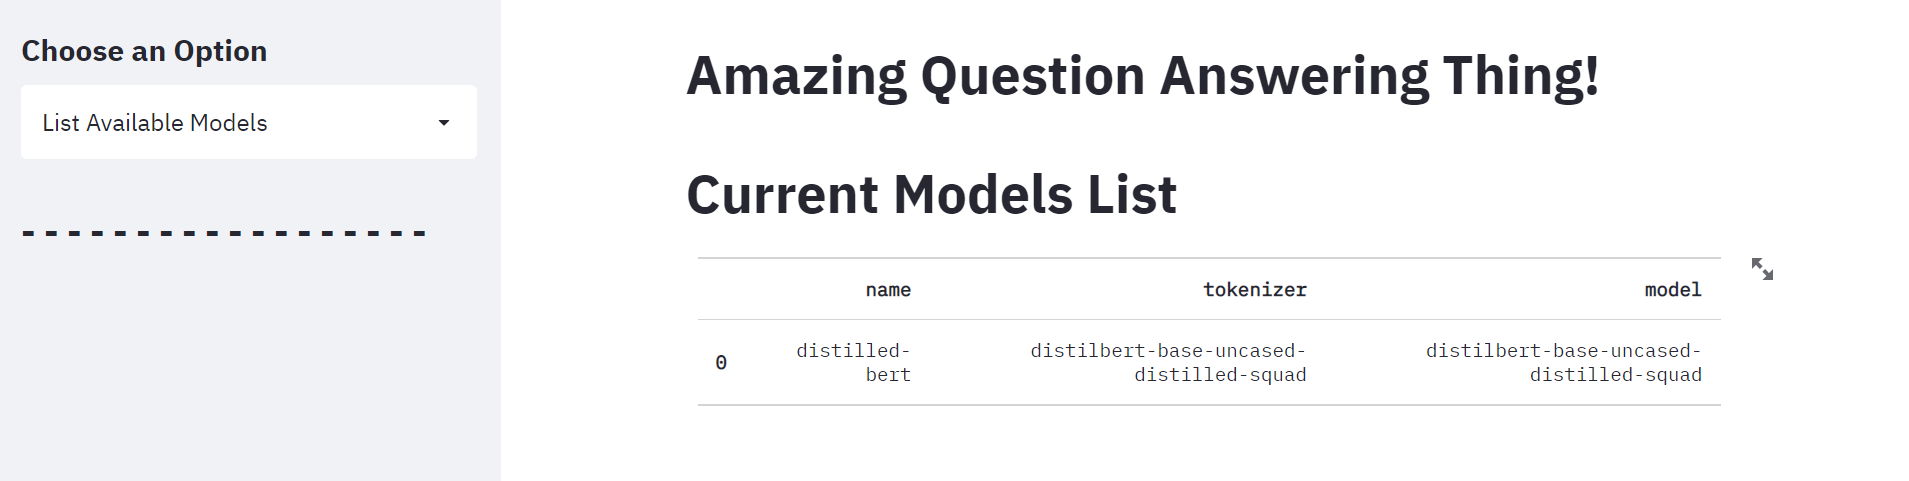 Choose an Option
List Available Models
- - - - - - - - - - - - - - - - - -
Amazing Question Answering Thing!
Current Models List
name tokenizer model
0 distilled- distilbert-base-uncased- distilbert-base-uncased-
bert distilled-squad distilled-squad